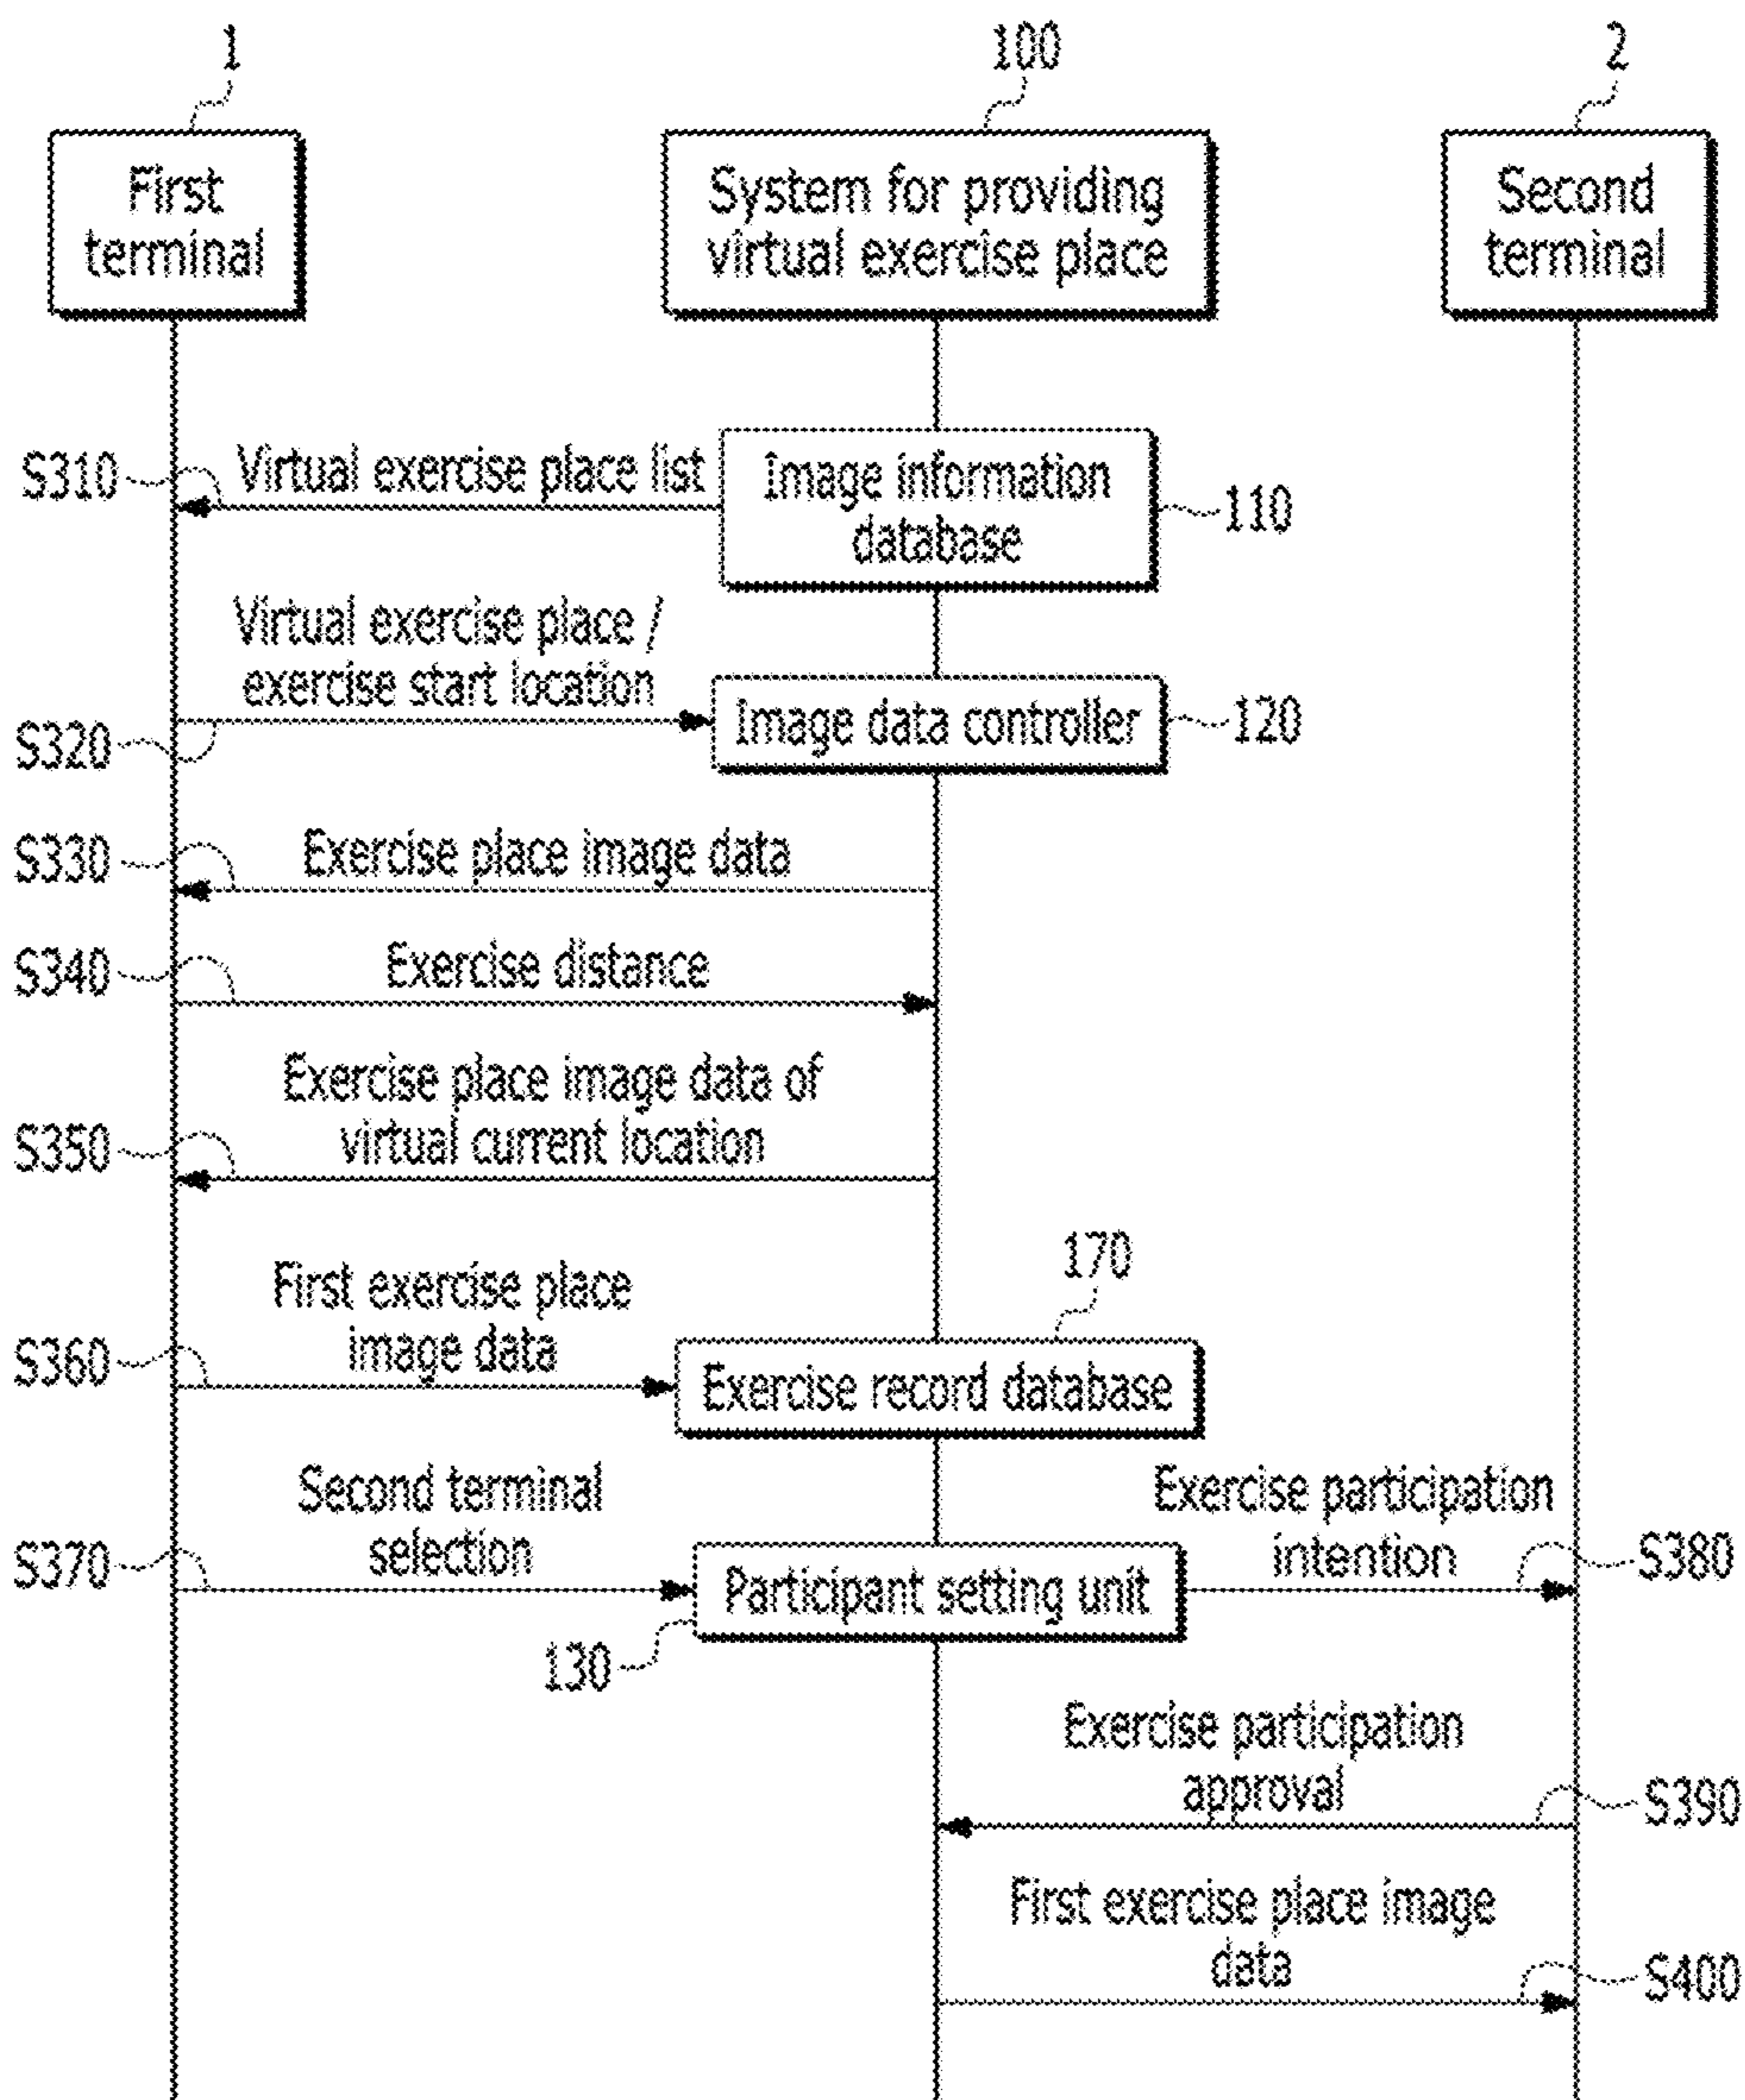 1
100
2
First
terminal
System for providing
virtual exercise place
Second
terminal
S310
Virtual exercise place list
Image information
database
110
Virtual exercise place /
exercise start location
S320
Image data controller
120
S330
Exercise place image data
S340
Exercise distance
Exercise place image data of
virtual current location
S350
170
First exercise place
image data
S360
Exercise record database
Second terminal
selection
S370
Participant setting unit
130
Exercise participation
intention
S380
Exercise participation
approval
S390
First exercise place image
data
S400